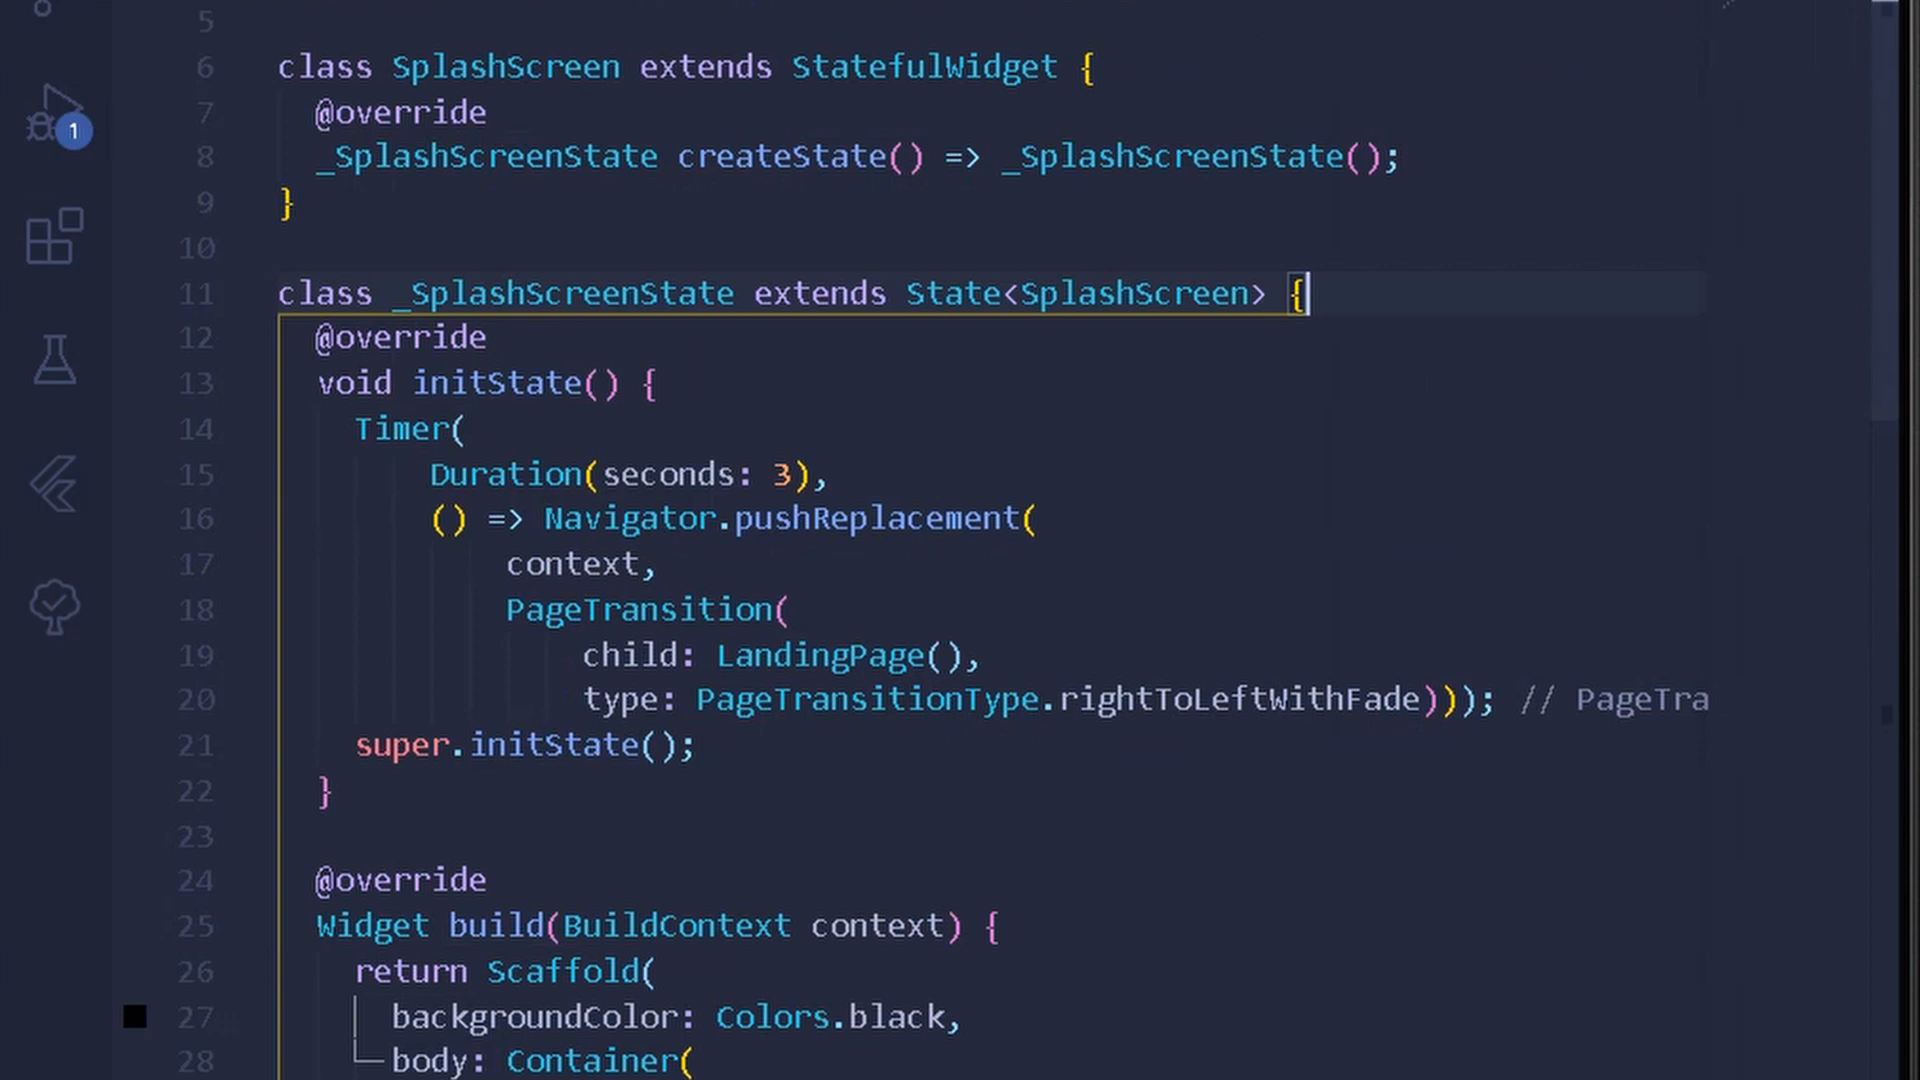 5
6 class SplashScreen extends StatefulWidget {
7 @override
1
8 _SplashScreenState createState() => _SplashScreenState();
9 }
10
11 class _SplashScreenState extends State<SplashScreen> {
12 @override
13 void initState() {
14 Timer(
15 Duration(seconds: 3),
16 () => Navigator.pushReplacement(
17 context,
18 PageTransition(
19 child: LandingPage(),
20 type: PageTransitionType.rightToLeftWithFade))); // PageTra
21 super.initState();
22 }
23
24 @override
25 Widget build(BuildContext context) {
26 return Scaffold(
27 backgroundColor: Colors.black,
28 body: Container(